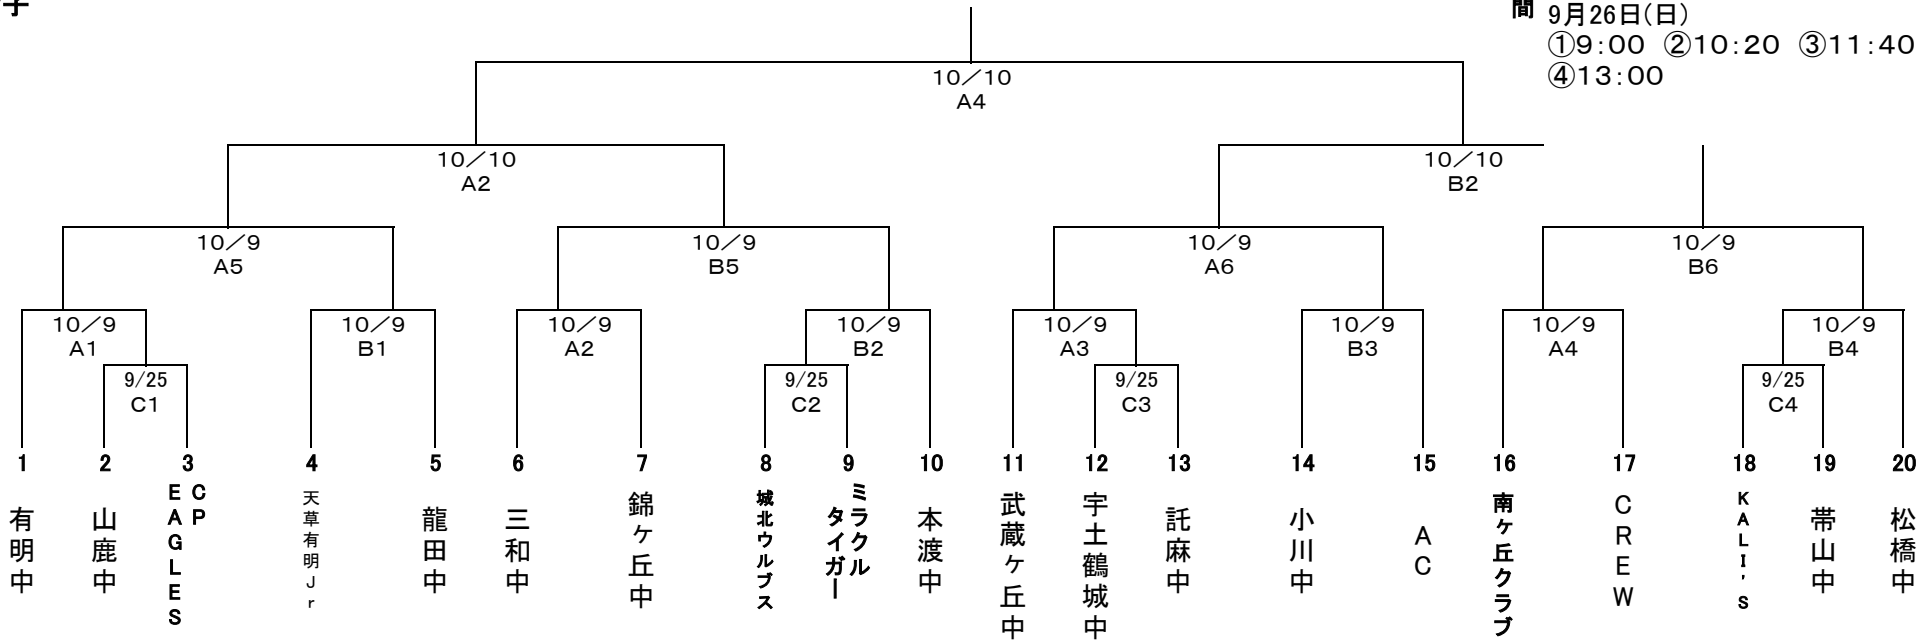 子
間
9月26日(日)
①9:00 ②10:20 ③11:40
④13:00
10／10
A4
10／10
A2
10／10
B2
10／9
A5
10／9
B5
10／9
A6
10／9
B6
10／9
A1
10／9
B1
10／9
A2
10／9
B2
10／9
A3
10／9
B3
10／9
A4
10／9
B4
9/25
C1
9/25
C2
9/25
C3
9/25
C4
1 2 3 4 5 6 7 8 9 10 11 12 13 14 15 16 17 18 19 20
有明中
山鹿中
CP
EAGLES
天草有明Jr
龍田中
三和中
錦ヶ丘中
城北ウルブス
ミラクル
タイガー
本渡中
武蔵ヶ丘中
宇土鶴城中
託麻中
小川中
AC
南ヶ丘クラブ
CREW
KALI'S
帯山中
松橋中